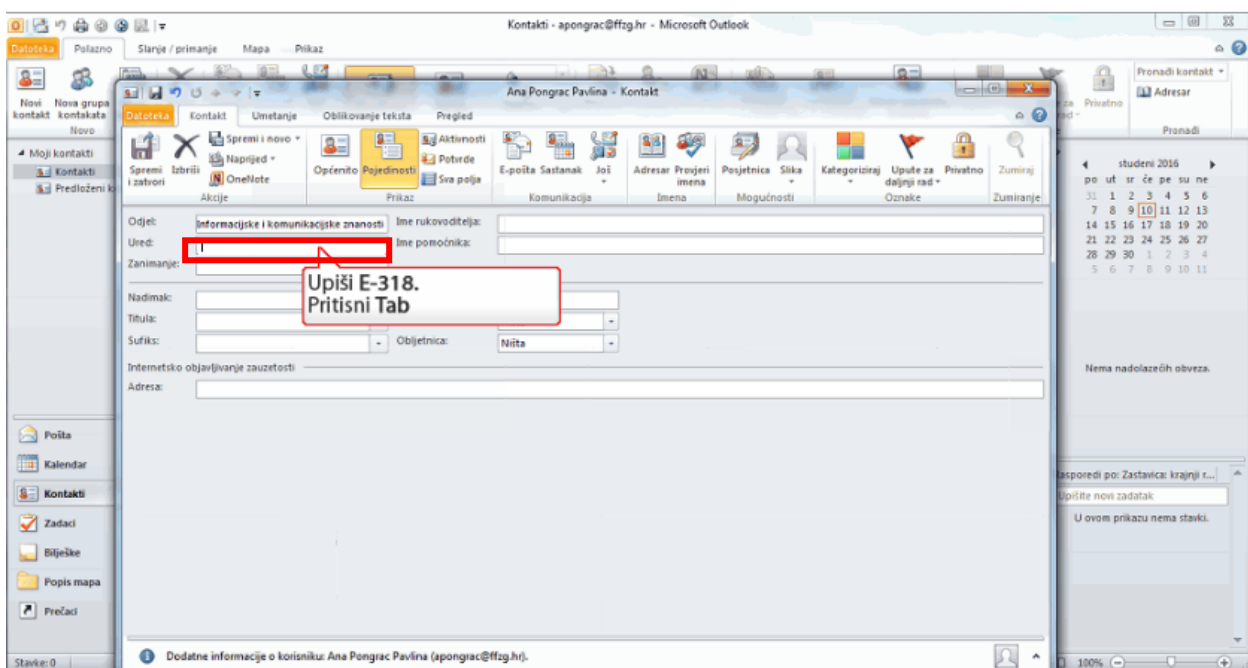 Kontakti - apongrac@ffzg.hr - Microsoft Outlook
Datoteka Polazno Slanje / primanje Mapa Prikaz
Novi kontakt
Nova grupa kontakata
Novo
Privatno
Pronađi kontakt
Adresar
Pronađi
Ana Pongrac Pavlina - Kontakt
Datoteka Kontakt Umetanje Oblikovanje teksta Pregled
Spremi i zatvori
Izbriši
Spremi i novo
Naprijed
OneNote
Akcije
Općenito
Pojedinosti
Aktivnosti
Potvrde
Sva polja
Prikaz
E-pošta
Sastanak
Još
Komunikacija
Adresar
Provjeri imena
Imena
Posjetnica
Slika
Mogućnosti
Kategoriziraj
Upute za daljnji rad
Privatno
Oznake
Zumiraj
Zumiranje
Moji kontakti
Kontakti
Predloženi k
Odjel: Informacijske i komunikacijske znanosti Ime rukovoditelja:
Ured: Ime pomoćnika:
Zanimanje:
Upiši E-318.
Pritisni Tab
Nadimak:
Titula:
Sufiks: Obljetnica: Ništa
Internetsko objavljivanje zauzetosti
Adresa:
studeni 2016
po ut sr če pe su ne
31 1 2 3 4 5 6
7 8 9 10 11 12 13
14 15 16 17 18 19 20
21 22 23 24 25 26 27
28 29 30 1 2 3 4
5 6 7 8 9 10 11
Nema nadolazećih obveza.
Pošta
Kalendar
Kontakti
Zadaci
Bilješke
Popis mapa
Prečaci
asporedi po: Zastavica: krajnji r...
Upišite novi zadatak
U ovom prikazu nema stavki.
Dodatne informacije o korisniku: Ana Pongrac Pavlina (apongrac@ffzg.hr).
Stavke: 0
100%